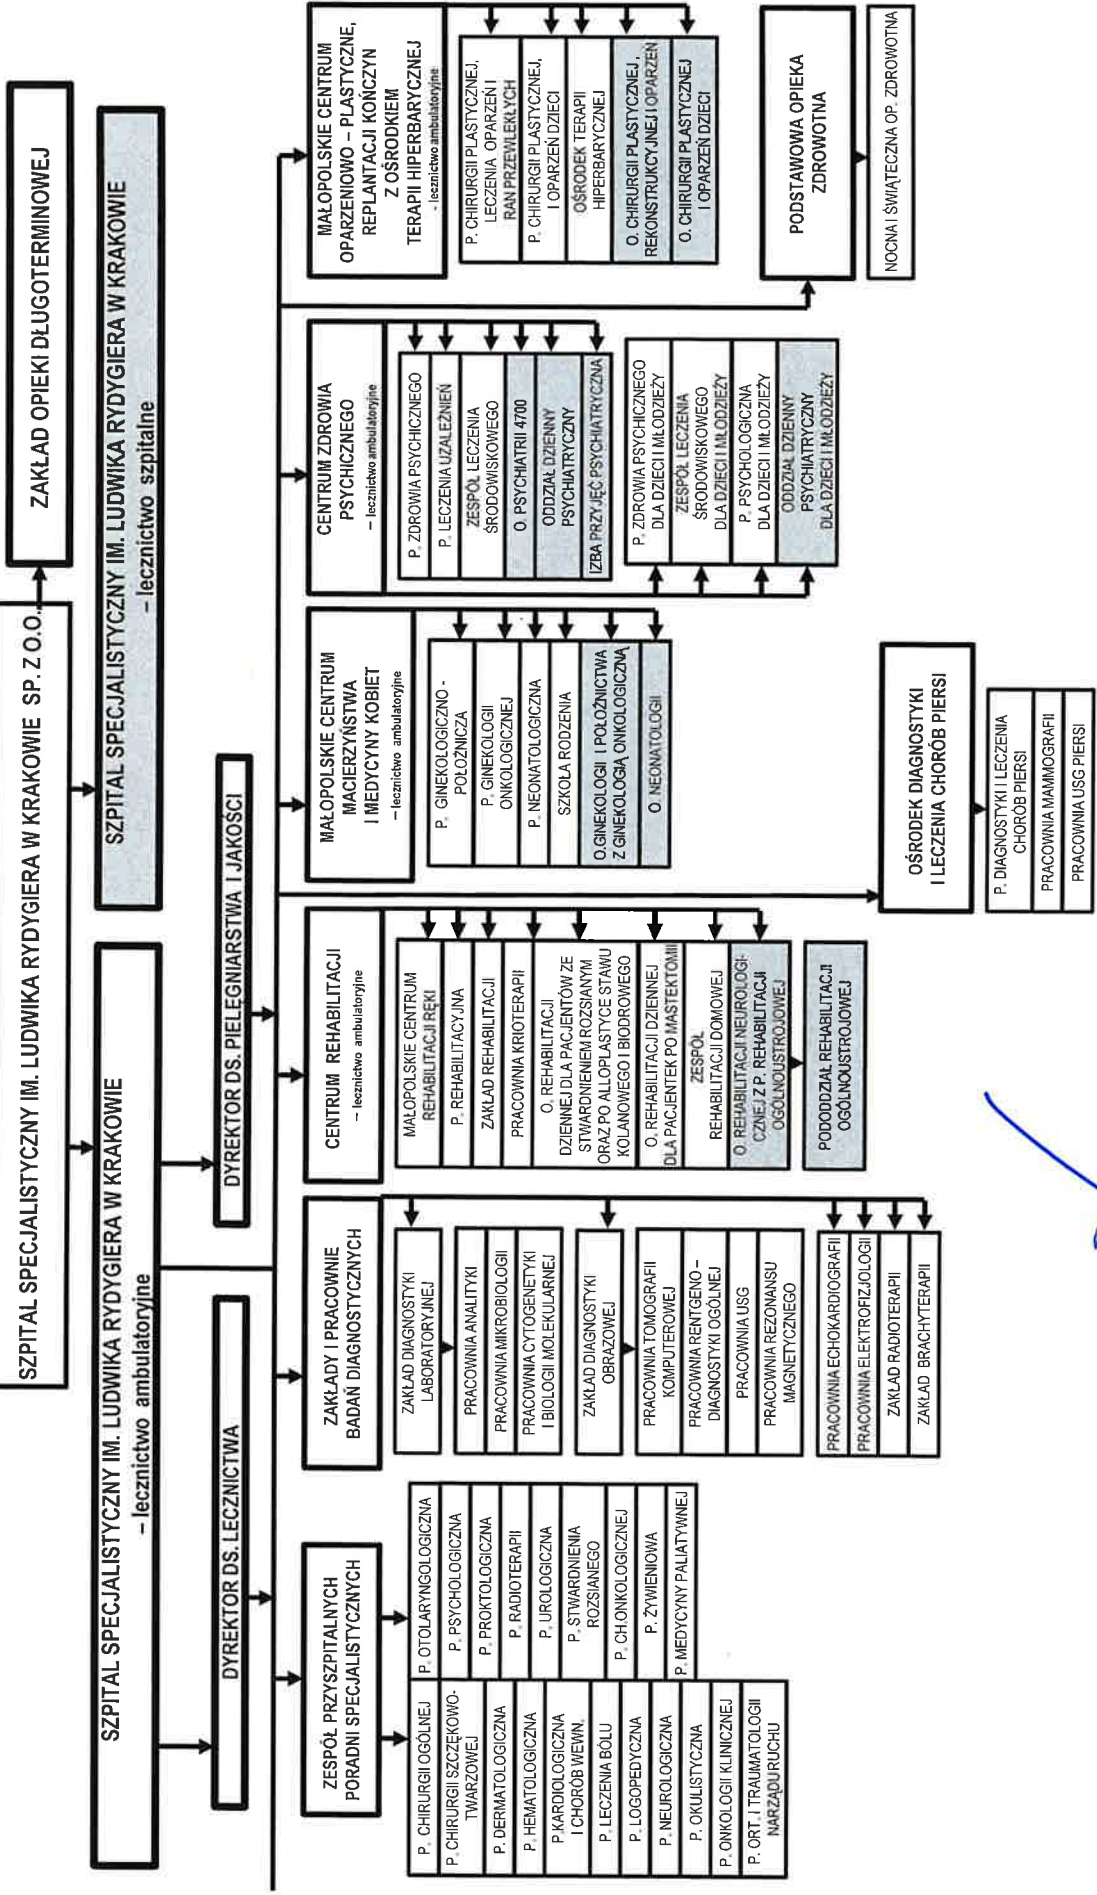 SZPITAL SPECJALISTYCZNY IM. LUDWIKA RYDYGIERA W KRAKOWIE SP. Z O.O.
ZAKŁAD OPIEKI DŁUGOTERMINOWEJ
SZPITAL SPECJALISTYCZNY IM. LUDWIKA RYDYGIERA W KRAKOWIE
– lecznictwo ambulatoryjne
SZPITAL SPECJALISTYCZNY IM. LUDWIKA RYDYGIERA W KRAKOWIE
– lecznictwo szpitalne
DYREKTOR DS. LECZNICTWA
DYREKTOR DS. PIELĘGNIARSTWA I JAKOŚCI
ZESPÓŁ PRZYSZPITALNYCH
PORADNI SPECJALISTYCZNYCH
P. CHIRURGII OGÓLNEJ
P. CHIRURGII SZCZĘKOWO-
TWARZOWEJ
P. DERMATOLOGICZNA
P. HEMATOLOGICZNA
P.KARDIOLOGICZNA
I CHORÓB WEWN.
P. LECZENIA BÓLU
P. LOGOPEDYCZNA
P. NEUROLOGICZNA
P. OKULISTYCZNA
P. ONKOLOGII KLINICZNEJ
P. ORT. I TRAUMATOLOGII
NARZĄDU RUCHU
P. OTOLARYNGOLOGICZNA
P. PSYCHOLOGICZNA
P. PROKTOLOGICZNA
P. RADIOTERAPII
P. UROLOGICZNA
P. STWARDNIENIA
ROZSIANEGO
P. CH.ONKOLOGICZNEJ
P. ŻYWIENIOWA
P. MEDYCYNY PALIATYWNEJ
ZAKŁADY I PRACOWNIE
BADAŃ DIAGNOSTYCZNYCH
ZAKŁAD DIAGNOSTYKI
LABORATORYJNEJ
PRACOWNIA ANALITYKI
PRACOWNIA MIKROBIOLOGII
PRACOWNIA CYTOGENETYKI
I BIOLOGII MOLEKULARNEJ
ZAKŁAD DIAGNOSTYKI
OBRAZOWEJ
PRACOWNIA TOMOGRAFII
KOMPUTEROWEJ
PRACOWNIA RENTGENO –
DIAGNOSTYKI OGÓLNEJ
PRACOWNIA USG
PRACOWNIA REZONANSU
MAGNETYCZNEGO
PRACOWNIA ECHOKARDIOGRAFII
PRACOWNIA ELEKTROFIZJOLOGII
ZAKŁAD RADIOTERAPII
ZAKŁAD BRACHYTERAPII
CENTRUM REHABILITACJI
– lecznictwo ambulatoryjne
MAŁOPOLSKIE CENTRUM
REHABILITACJI RĘKI
P. REHABILITACYJNA
ZAKŁAD REHABILITACJI
PRACOWNIA KRIOTERAPII
O. REHABILITACJI
DZIENNEJ DLA PACJENTÓW ZE
STWARDNIENIEM ROZSIANYM
ORAZ PO ALLOPLASTYCE STAWU
KOLANOWEGO I BIODROWEGO
O. REHABILITACJI DZIENNEJ
DLA PACJENTEK PO MASTEKTOMII
ZESPÓŁ
REHABILITACJI DOMOWEJ
O. REHABILITACJI NEUROLOGI-
CZNEJ Z P. REHABILITACJI
OGÓLNOUSTROJOWEJ
PODODDZIAŁ REHABILITACJI
OGÓLNOUSTROJOWEJ
MAŁOPOLSKIE CENTRUM
MACIERZYŃSTWA
I MEDYCYNY KOBIET
– lecznictwo ambulatoryjne
P. GINEKOLOGICZNO -
POŁOŻNICZA
P. GINEKOLOGII
ONKOLOGICZNEJ
P. NEONATOLOGICZNA
SZKOŁA RODZENIA
O.GINEKOLOGII I POŁOŻNICTWA
Z GINEKOLOGIĄ ONKOLOGICZNĄ
O. NEONATOLOGII
OŚRODEK DIAGNOSTYKI
I LECZENIA CHORÓB PIERSI
P. DIAGNOSTYKI I LECZENIA
CHORÓB PIERSI
PRACOWNIA MAMMOGRAFII
PRACOWNIA USG PIERSI
CENTRUM ZDROWIA
PSYCHICZNEGO
– lecznictwo ambulatoryjne
P. ZDROWIA PSYCHICZNEGO
P. LECZENIA UZALEŻNIEŃ
ZESPÓŁ LECZENIA
ŚRODOWISKOWEGO
O. PSYCHIATRII 4700
ODDZIAŁ DZIENNY
PSYCHIATRYCZNY
IZBA PRZYJĘĆ PSYCHIATRYCZNA
P. ZDROWIA PSYCHICZNEGO
DLA DZIECI I MŁODZIEŻY
ZESPÓŁ LECZENIA
ŚRODOWISKOWEGO
DLA DZIECI I MŁODZIEŻY
P. PSYCHOLOGICZNA
DLA DZIECI I MŁODZIEŻY
ODDZIAŁ DZIENNY
PSYCHIATRYCZNY
DLA DZIECI I MŁODZIEŻY
MAŁOPOLSKIE CENTRUM
OPARZENIOWO – PLASTYCZNE,
REPLANTACJI KOŃCZYN
Z OŚRODKIEM
TERAPII HIPERBARYCZNEJ
- lecznictwo ambulatoryjne
P. CHIRURGII PLASTYCZNEJ,
LECZENIA OPARZEŃ I
RAN PRZEWLEKŁYCH
P. CHIRURGII PLASTYCZNEJ,
I OPARZEŃ DZIECI
OŚRODEK TERAPII
HIPERBARYCZNEJ
O. CHIRURGII PLASTYCZNEJ,
REKONSTRUKCYJNEJ I OPARZEŃ
O. CHIRURGII PLASTYCZNEJ
I OPARZEŃ DZIECI
PODSTAWOWA OPIEKA
ZDROWOTNA
NOCNA I ŚWIĄTECZNA OP. ZDROWOTNA